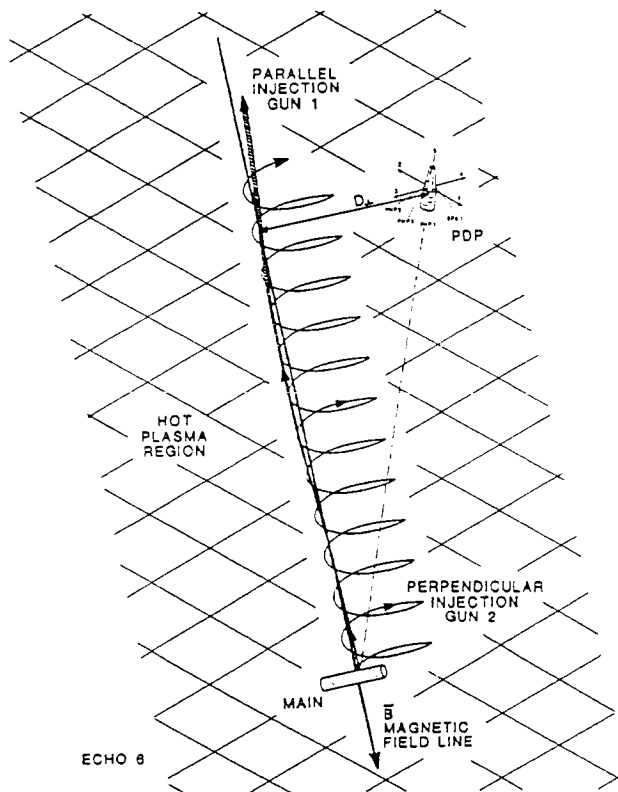 PARALLEL
INJECTION
GUN 1
D⊥
PDP
HOT
PLASMA
REGION
PERPENDICULAR
INJECTION
GUN 2
MAIN
B̅
MAGNETIC
FIELD LINE
ECHO 6